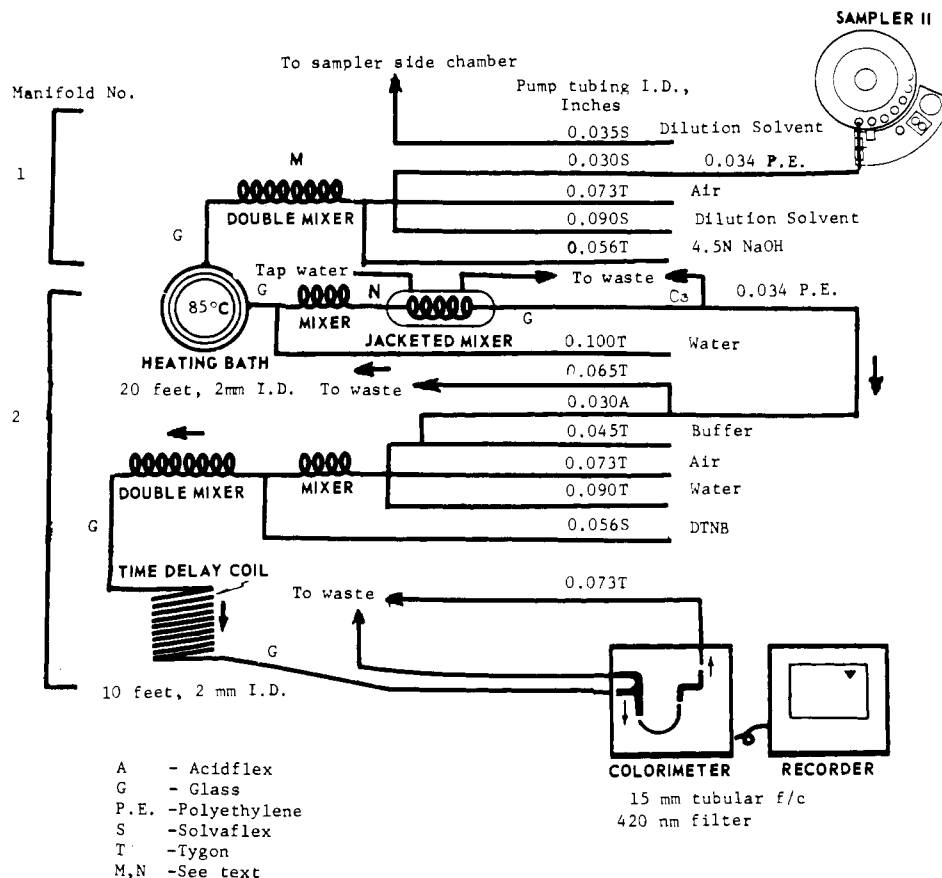 SAMPLER II
To sampler side chamber
Manifold No.
Pump tubing I.D.,
Inches
0.035S Dilution Solvent
1
M
0.030S 0.034 P.E.
0.073T Air
DOUBLE MIXER
0.090S Dilution Solvent
G
0.056T 4.5N NaOH
Tap water
To waste
G
N
C3
0.034 P.E.
85°C
MIXER
G
JACKETED MIXER
0.100T Water
HEATING BATH
0.065T
20 feet, 2mm I.D.
To waste
0.030A
2
0.045T Buffer
0.073T Air
DOUBLE MIXER
MIXER
0.090T Water
G
0.056S DTNB
TIME DELAY COIL
0.073T
To waste
G
10 feet, 2 mm I.D.
COLORIMETER
RECORDER
15 mm tubular f/c
420 nm filter
A - Acidflex
G - Glass
P.E. -Polyethylene
S -Solvaflex
T -Tygon
M,N -See text